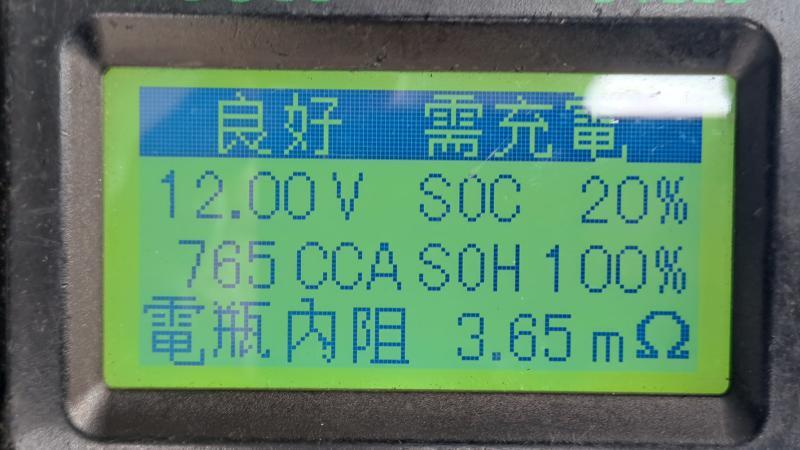 良好 需充電
12.00V SOC 20%
765 CCA SOH 100%
電瓶內阻 3.65 mΩ